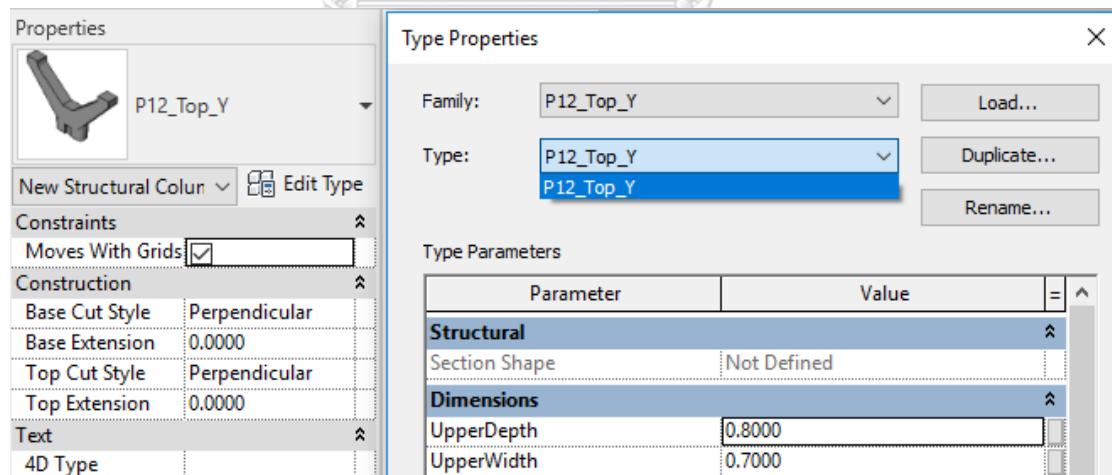 Properties
P12_Top_Y
New Structural Colur
Edit Type
Constraints
Moves With Grids
Construction
Base Cut Style Perpendicular
Base Extension 0.0000
Top Cut Style Perpendicular
Top Extension 0.0000
Text
4D Type
Type Properties
Family: P12_Top_Y Load...
Type: P12_Top_Y Duplicate...
P12_Top_Y
Rename...
Type Parameters
Parameter Value =
Structural
Section Shape Not Defined
Dimensions
UpperDepth 0.8000
UpperWidth 0.7000